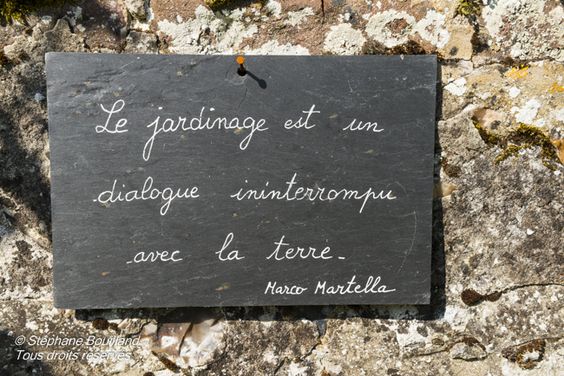 Le jardinage est un
dialogue ininterrompu
avec la terre.
Marco Martella
© Stéphane Bouilland
Tous droits réservés